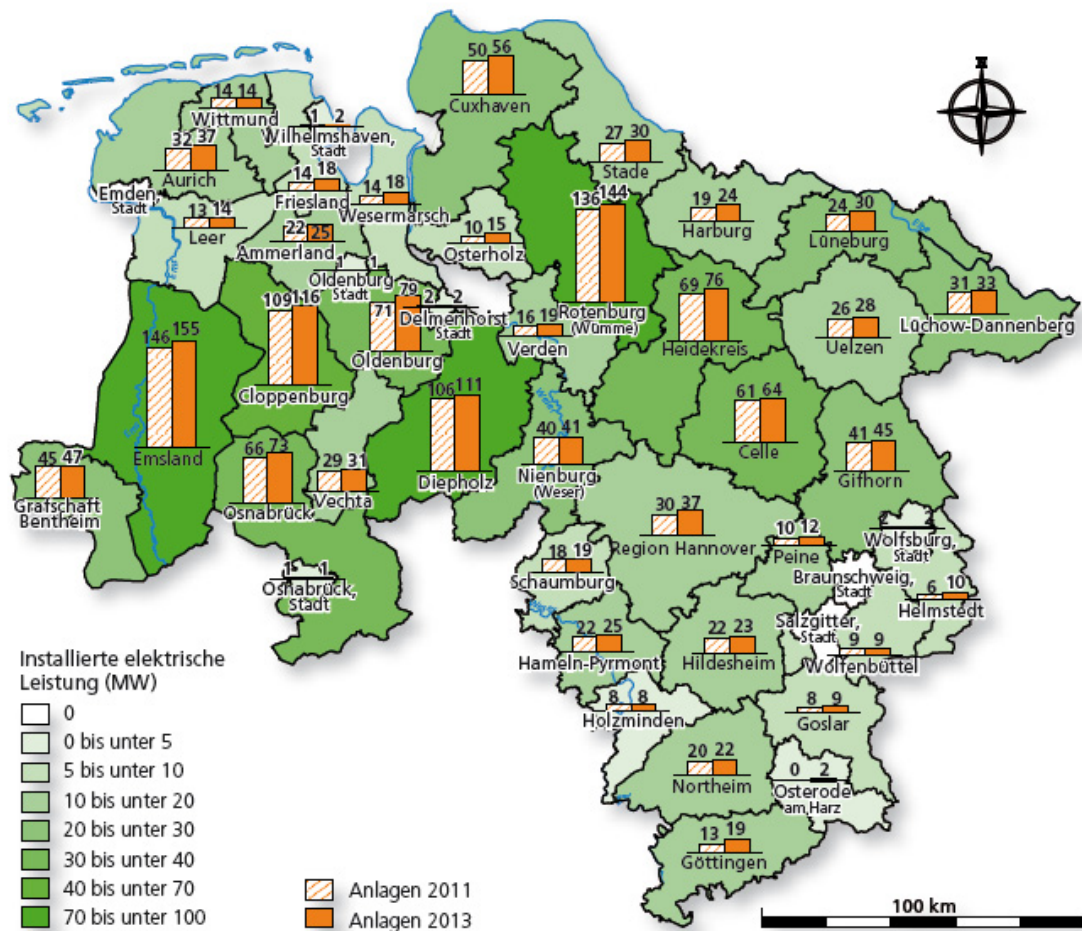 50 56
Cuxhaven
14 14
Wittmund
1 2
Wilhelmshaven,
Stadt
32 37
Aurich
27 30
Stade
14 18
Friesland
14 18
Wesermarsch
Emden,
Stadt
13 14
Leer
136 144
Rotenburg
(Wümme)
19 24
Harburg
24 30
Lüneburg
22 25
Ammerland
10 15
Osterholz
1 1
Oldenburg
Stadt
109 116
Cloppenburg
71 79
Oldenburg
2 2
Delmenhorst
Stadt
16 19
Verden
69 76
Heidekreis
26 28
Uelzen
31 33
Lüchow-Dannenberg
146 155
Emsland
Ems
Ems
106 111
Diepholz
61 64
Celle
40 41
Nienburg
(Weser)
Weser
41 45
Gifhorn
45 47
Grafschaft
Bentheim
66 73
Osnabrück
29 31
Vechta
30 37
Region Hannover
10 12
Peine
2 2
Wolfsburg,
Stadt
18 19
Schaumburg
Braunschweig,
Stadt
6 10
Helmstedt
1 1
Osnabrück,
Stadt
Salzgitter,
Stadt
22 25
Hameln-Pyrmont
22 23
Hildesheim
9 9
Wolfenbüttel
8 8
Holzminden
8 9
Goslar
20 22
Northeim
0 2
Osterode
am Harz
13 19
Göttingen
Installierte elektrische
Leistung (MW)
0
0 bis unter 5
5 bis unter 10
10 bis unter 20
20 bis unter 30
30 bis unter 40
40 bis unter 70
70 bis unter 100
Anlagen 2011
Anlagen 2013
100 km